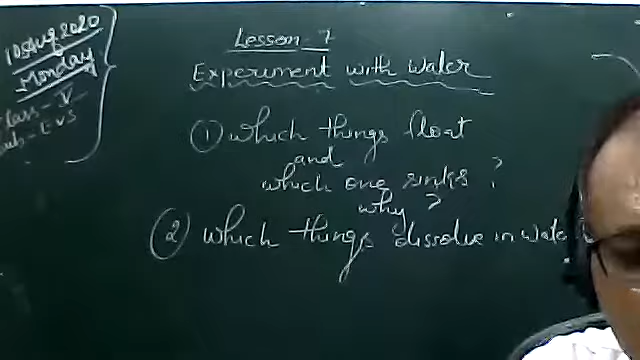 10 Aug 2020
Monday
Class - V
Sub - EVS
Lesson - 7
Experiment with Water
① which things float
and
which one sinks ?
why ?
② which things dissolve in water